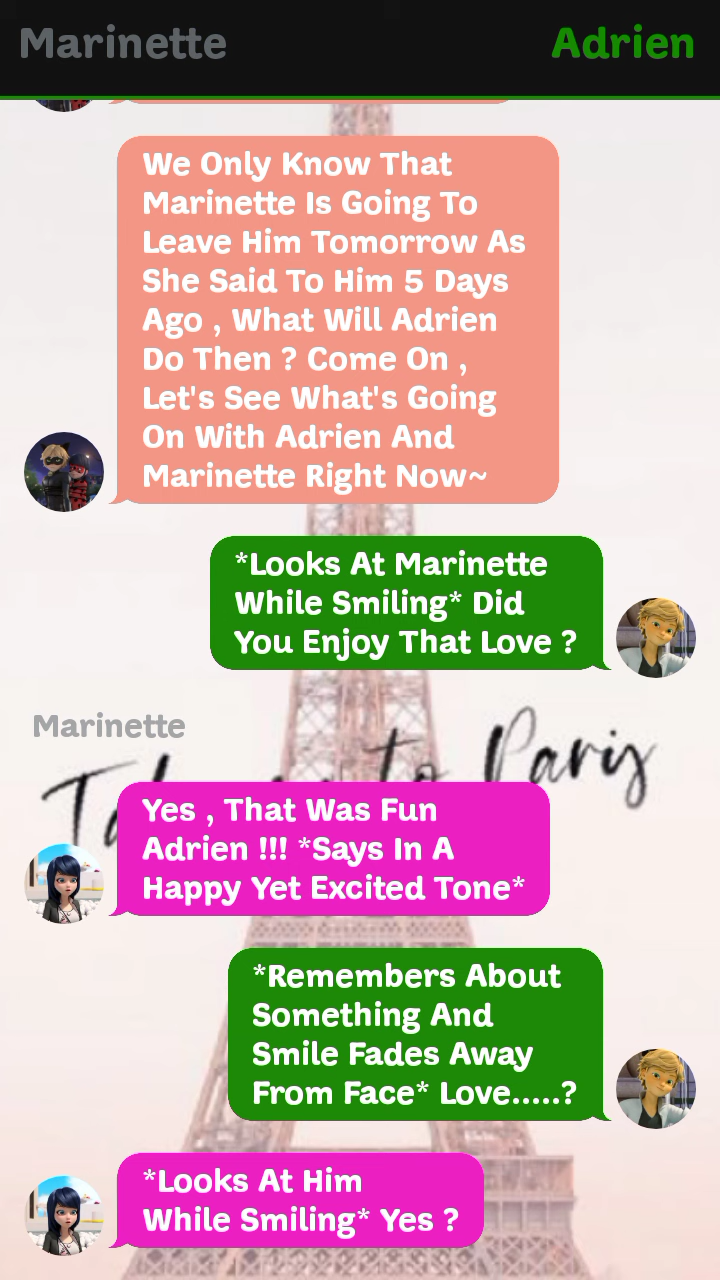 Marinette
Adrien
We Only Know That
Marinette Is Going To
Leave Him Tomorrow As
She Said To Him 5 Days
Ago , What Will Adrien
Do Then ? Come On ,
Let's See What's Going
On With Adrien And
Marinette Right Now~
*Looks At Marinette
While Smiling* Did
You Enjoy That Love ?
Marinette
to Paris
Yes , That Was Fun
Adrien !!! *Says In A
Happy Yet Excited Tone*
*Remembers About
Something And
Smile Fades Away
From Face* Love.....?
*Looks At Him
While Smiling* Yes ?